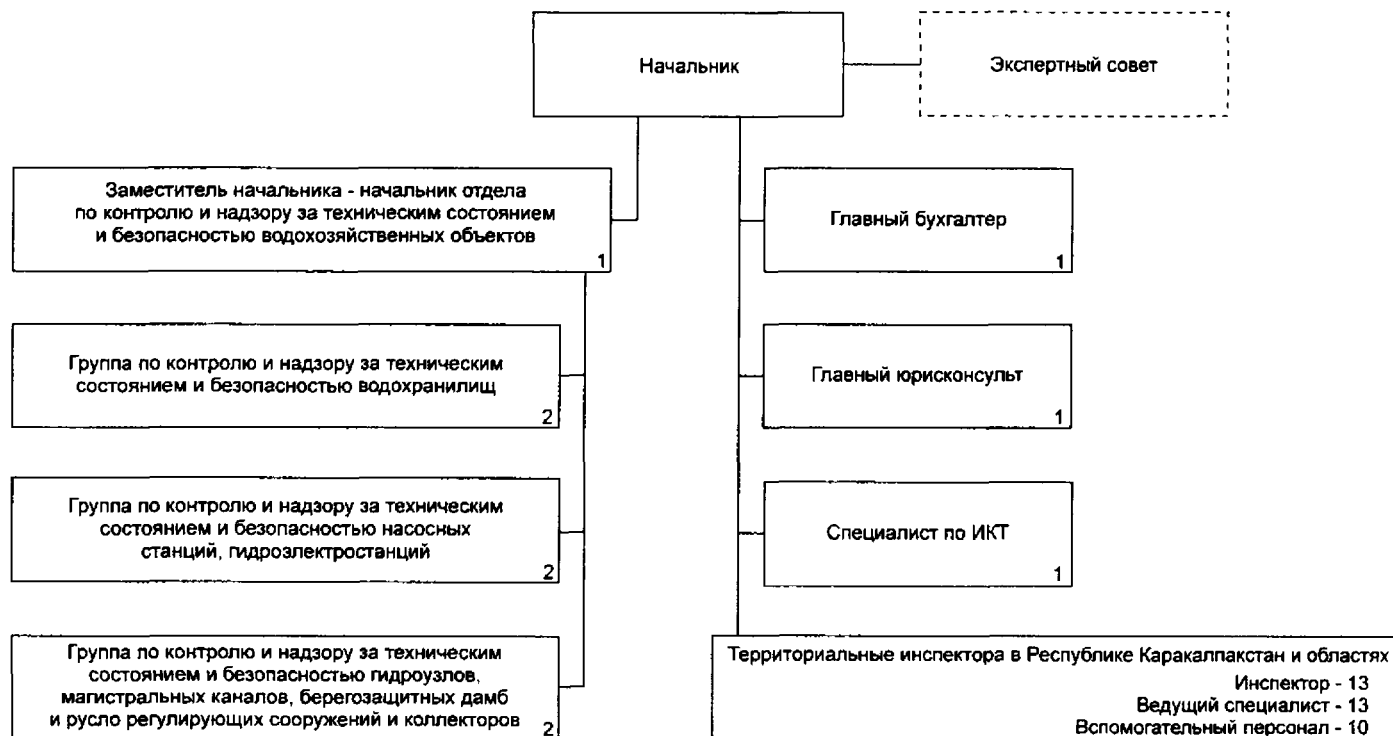 Начальник
Экспертный совет
Заместитель начальника - начальник отдела
по контролю и надзору за техническим состоянием
и безопасностью водохозяйственных объектов
1
Группа по контролю и надзору за техническим
состоянием и безопасностью водохранилищ
2
Группа по контролю и надзору за техническим
состоянием и безопасностью насосных
станций, гидроэлектростанций
2
Группа по контролю и надзору за техническим
состоянием и безопасностью гидроузлов,
магистральных каналов, берегозащитных дамб
и русло регулирующих сооружений и коллекторов
2
Главный бухгалтер
1
Главный юрисконсульт
1
Специалист по ИКТ
1
Территориальные инспектора в Республике Каракалпакстан и областях
Инспектор - 13
Ведущий специалист - 13
Вспомогательный персонал - 10